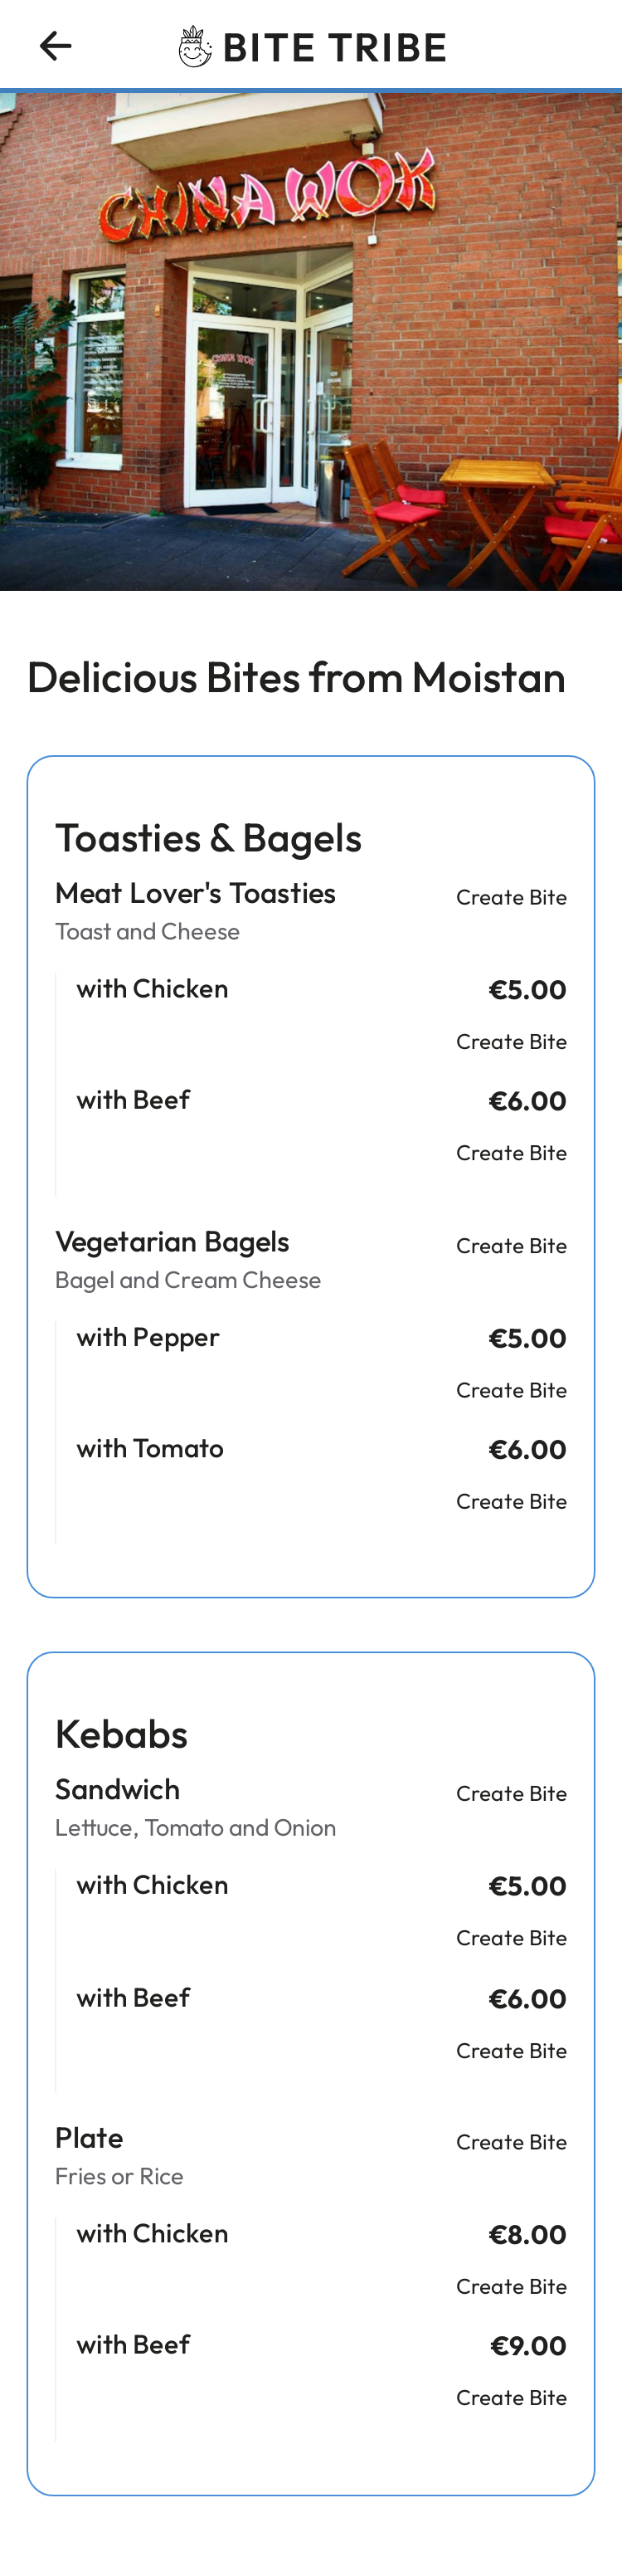 BITE TRIBE
CHINA WOK
CHINA WOK
Delicious Bites from Moistan
Toasties & Bagels
Meat Lover's Toasties Create Bite
Toast and Cheese
with Chicken €5.00
Create Bite
with Beef €6.00
Create Bite
Vegetarian Bagels Create Bite
Bagel and Cream Cheese
with Pepper €5.00
Create Bite
with Tomato €6.00
Create Bite
Kebabs
Sandwich Create Bite
Lettuce, Tomato and Onion
with Chicken €5.00
Create Bite
with Beef €6.00
Create Bite
Plate Create Bite
Fries or Rice
with Chicken €8.00
Create Bite
with Beef €9.00
Create Bite